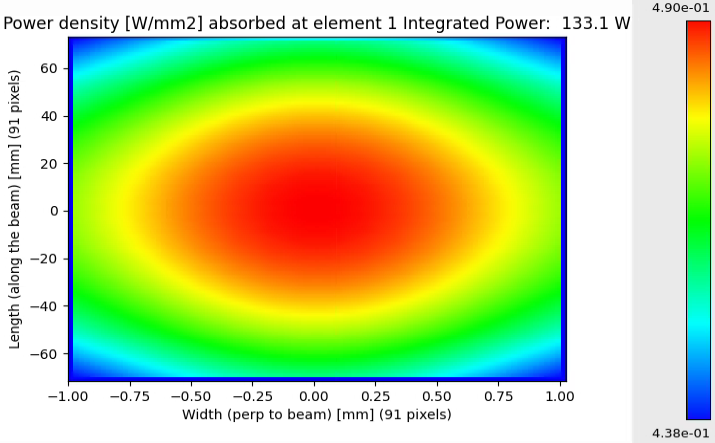 Power density [W/mm2] absorbed at element 1 Integrated Power:  133.1 W
4.90e-01
Length (along the beam) [mm] (91 pixels)
60
40
20
0
−20
−40
−60
−1.00 −0.75 −0.50 −0.25 0.00 0.25 0.50 0.75 1.00
Width (perp to beam) [mm] (91 pixels)
4.38e-01